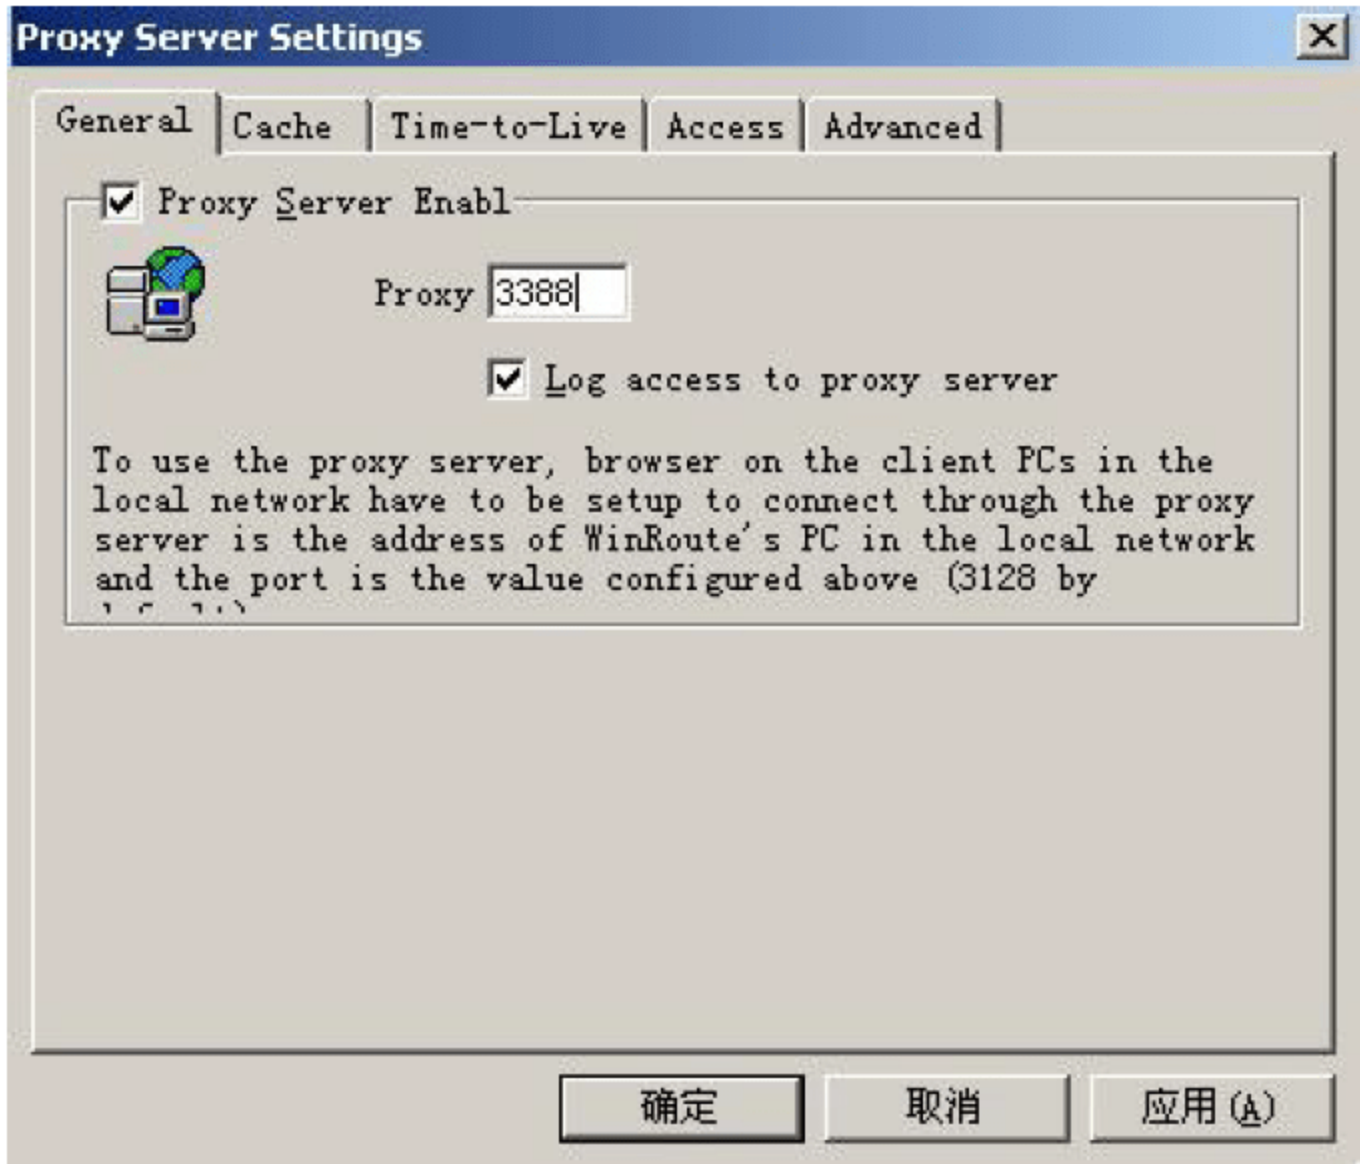 Proxy Server Settings
General Cache Time-to-Live Access Advanced
Proxy Server Enabl
Proxy 3388
Log access to proxy server
To use the proxy server, browser on the client PCs in the
local network have to be setup to connect through the proxy
server is the address of WinRoute's PC in the local network
and the port is the value configured above (3128 by
确定 取消 应用(A)